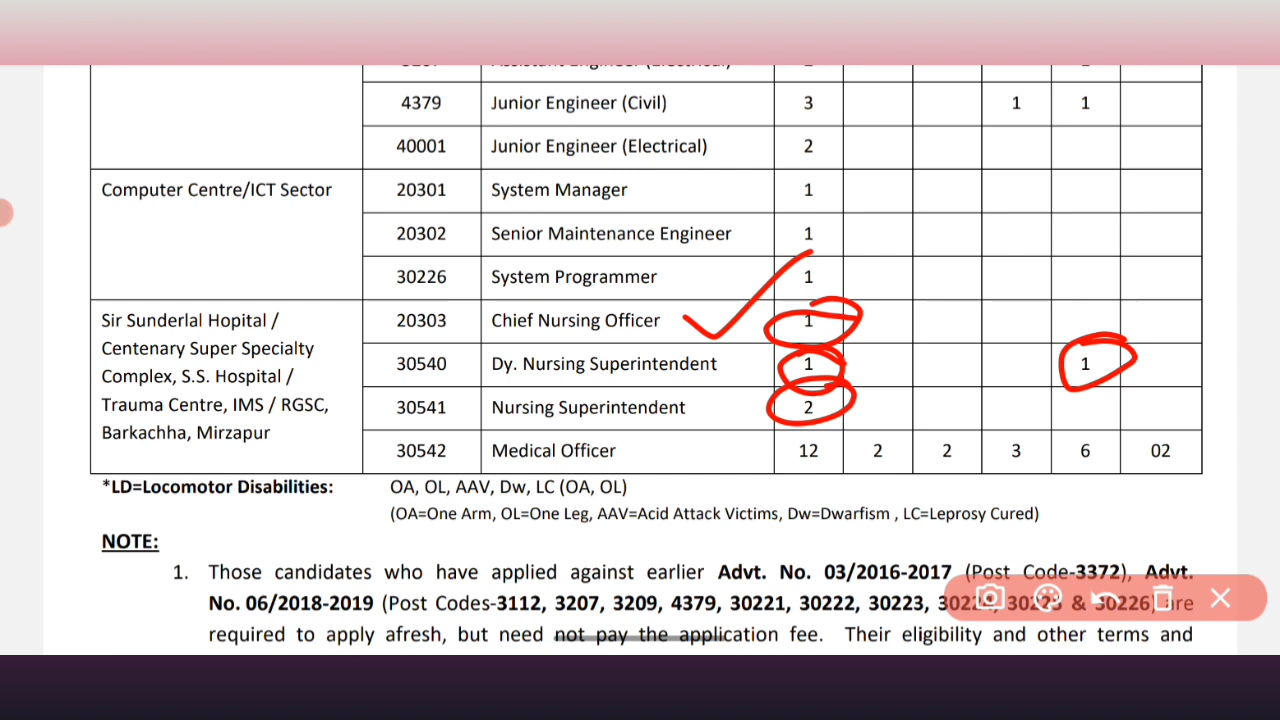 4379 Junior Engineer (Civil) 3 1 1
40001 Junior Engineer (Electrical) 2
Computer Centre/ICT Sector 20301 System Manager 1
20302 Senior Maintenance Engineer 1
30226 System Programmer 1
Sir Sunderlal Hopital / 20303 Chief Nursing Officer 1
Centenary Super Specialty
Complex, S.S. Hospital /
Trauma Centre, IMS / RGSC,
Barkachha, Mirzapur
30540 Dy. Nursing Superintendent 1 1
30541 Nursing Superintendent 2
30542 Medical Officer 12 2 2 3 6 02
*LD=Locomotor Disabilities: OA, OL, AAV, Dw, LC (OA, OL)
(OA=One Arm, OL=One Leg, AAV=Acid Attack Victims, Dw=Dwarfism , LC=Leprosy Cured)
NOTE:
1. Those candidates who have applied against earlier Advt. No. 03/2016-2017 (Post Code-3372), Advt.
No. 06/2018-2019 (Post Codes-3112, 3207, 3209, 4379, 30221, 30222, 30223, & 30226) are
required to apply afresh, but need not pay the application fee. Their eligibility and other terms and